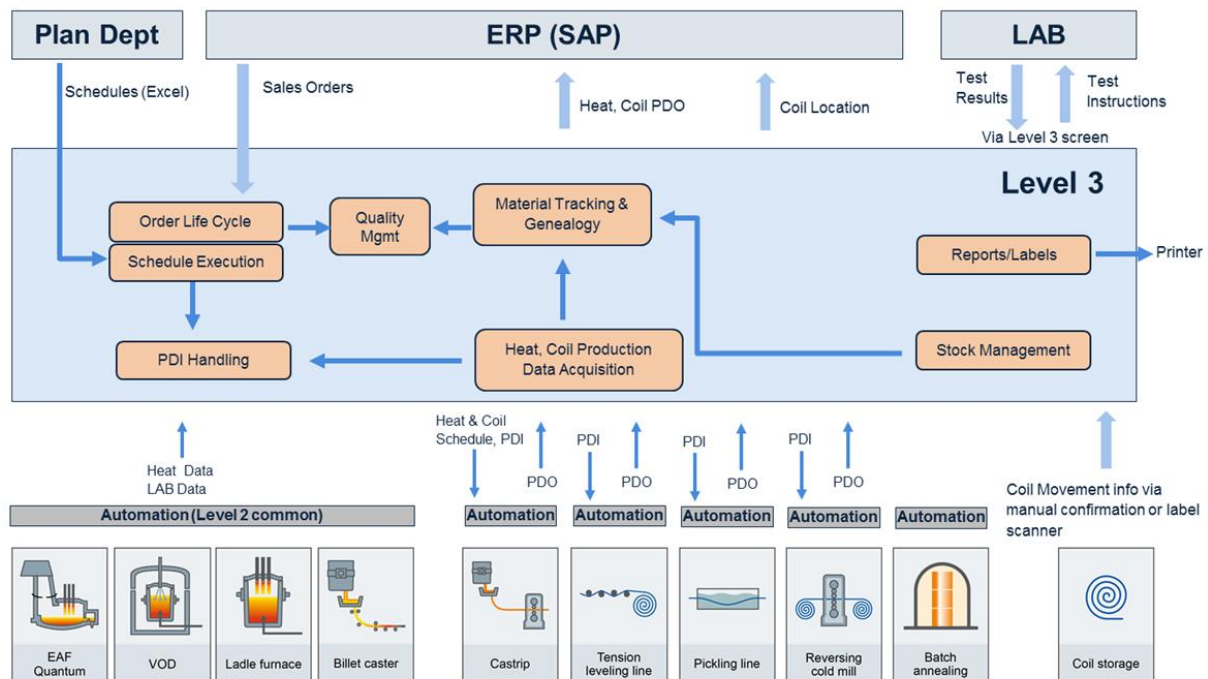 Plan Dept
ERP (SAP)
LAB
Schedules (Excel)
Sales Orders
Heat, Coil PDO
Coil Location
Test
Results
Test
Instructions
Via Level 3 screen
Level 3
Order Life Cycle
Schedule Execution
Quality
Mgmt
Material Tracking &
Genealogy
Reports/Labels
Printer
PDI Handling
Heat, Coil Production
Data Acquisition
Stock Management
Heat Data
LAB Data
Heat & Coil
Schedule, PDI
PDO
PDI
PDO
PDI
PDO
PDI
PDO
Coil Movement info via
manual confirmation or label
scanner
Automation (Level 2 common)
Automation
Automation
Automation
Automation
Automation
EAF
Quantum
VOD
Ladle furnace
Billet caster
Castrip
Tension
leveling line
Pickling line
Reversing
cold mill
Batch
annealing
Coil storage